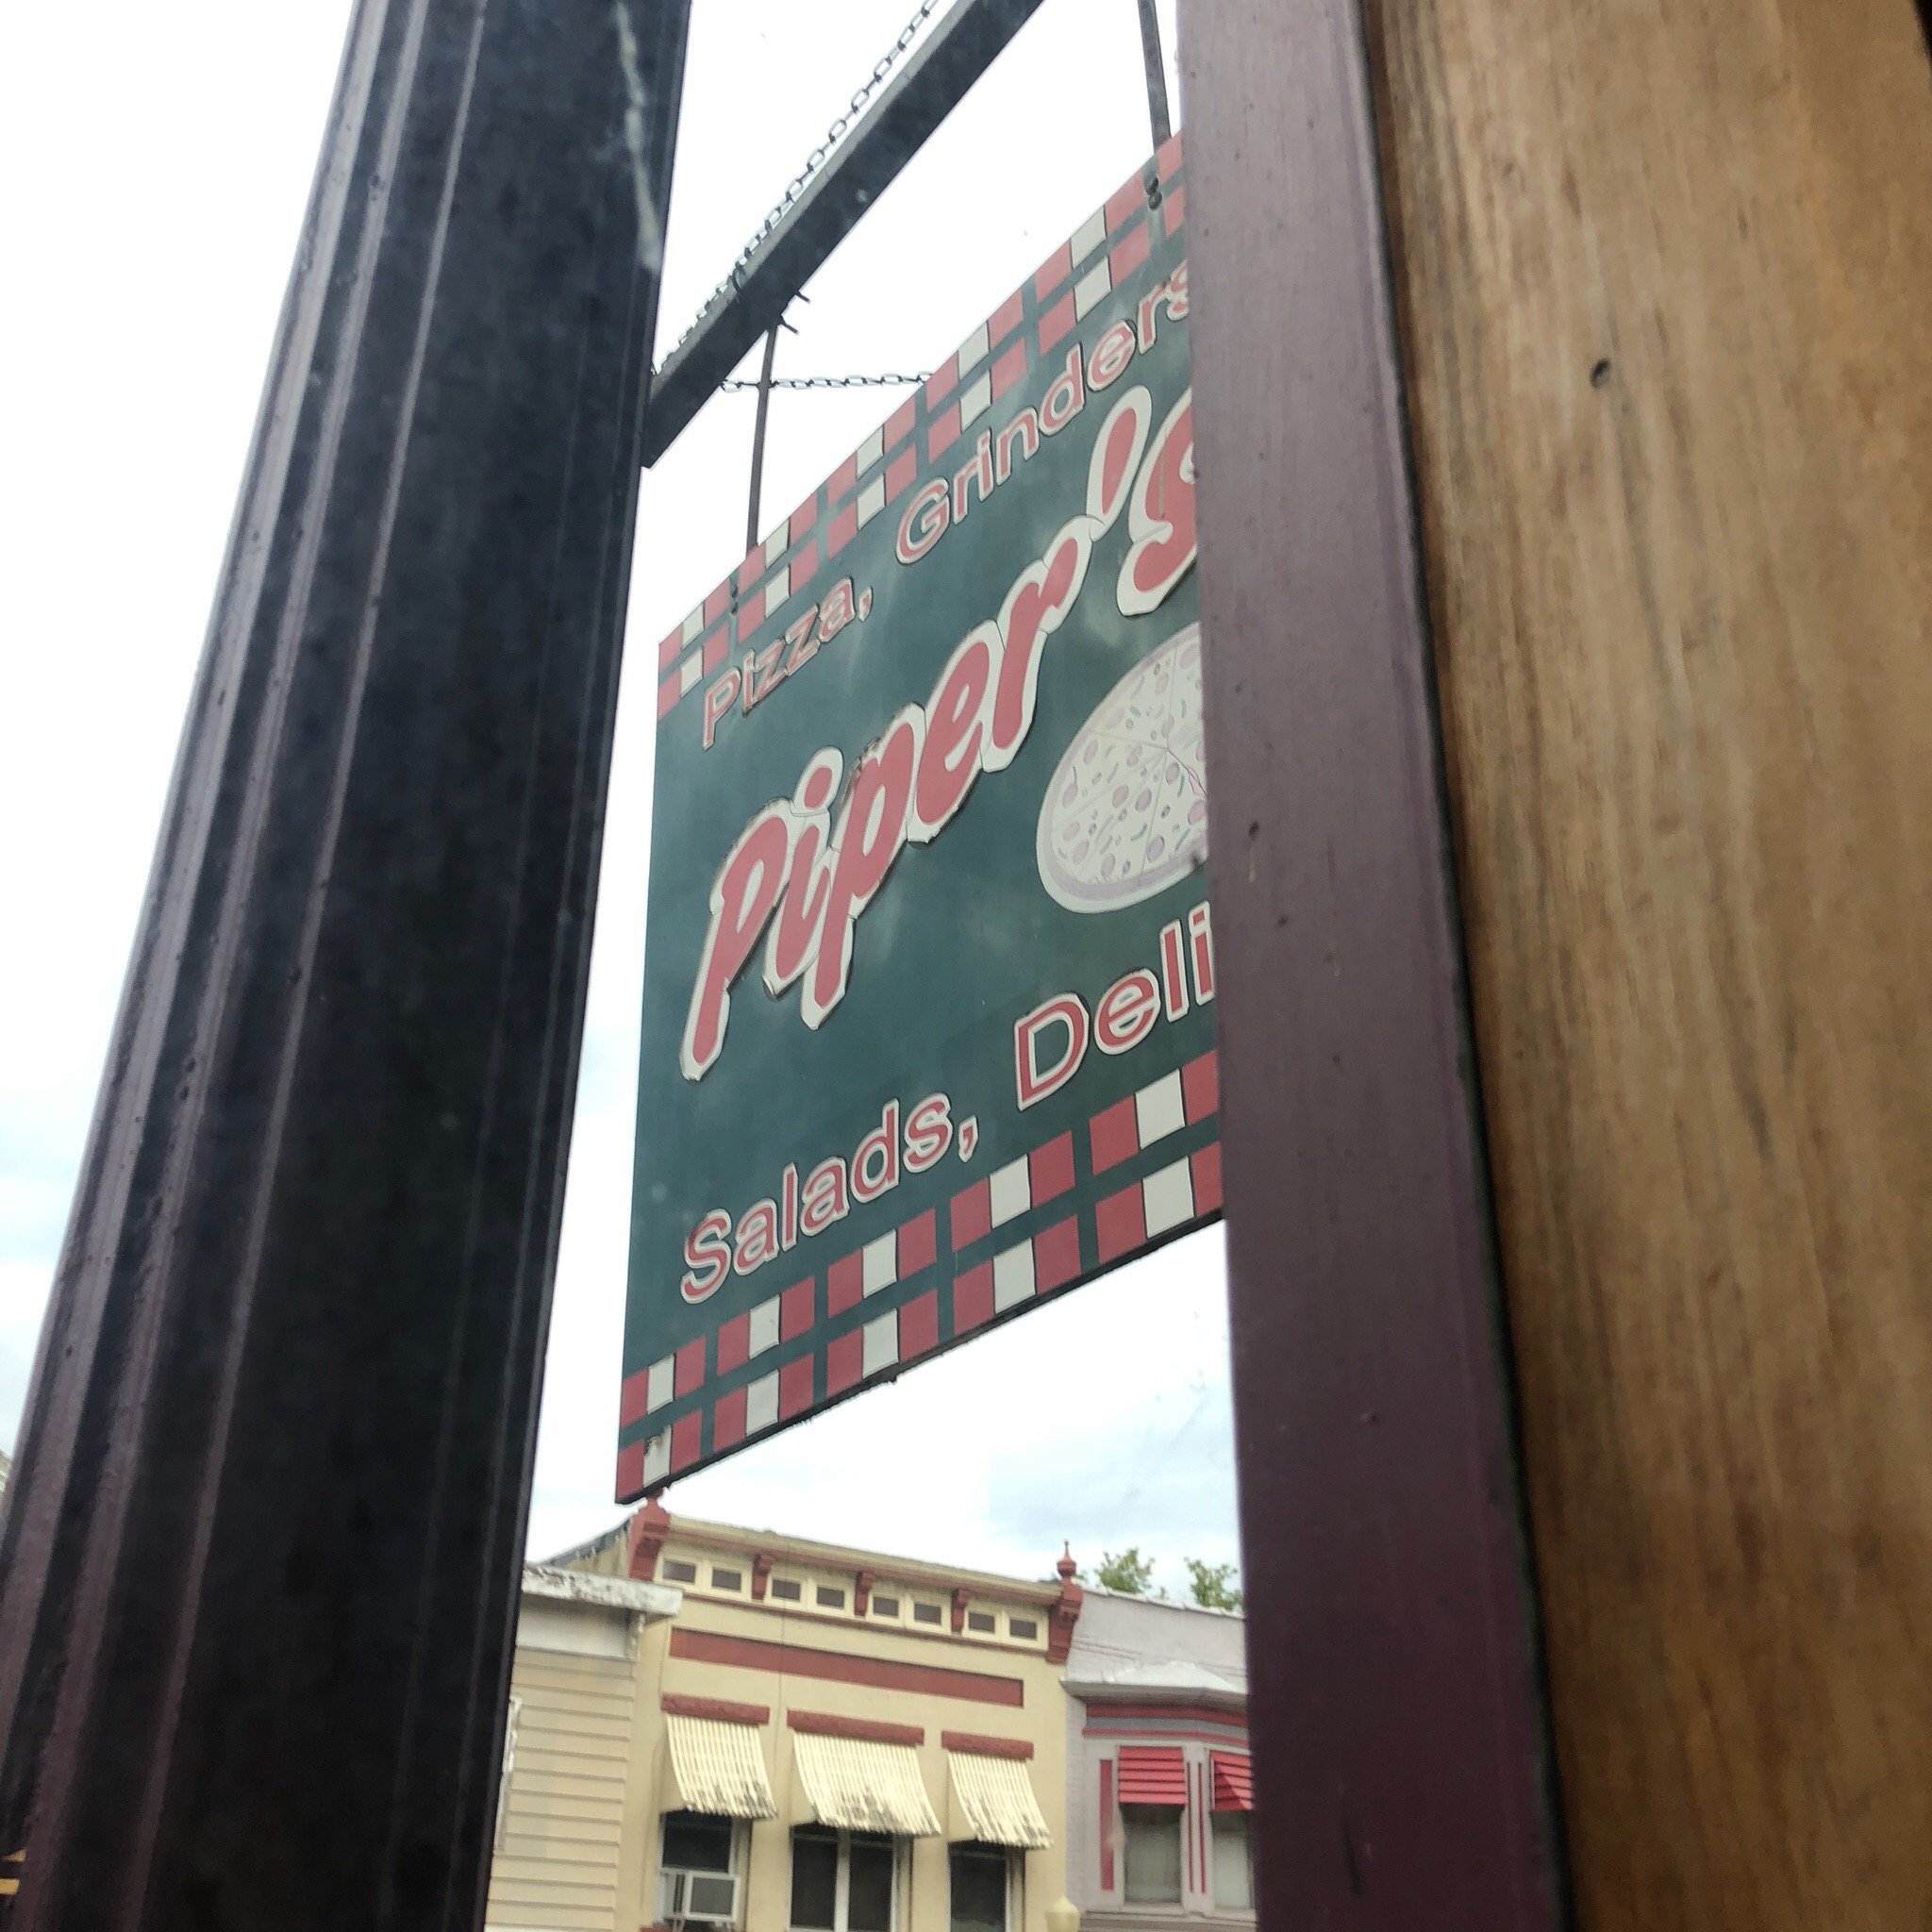 Pizza, Grinders
Piper's
Salads, Deli